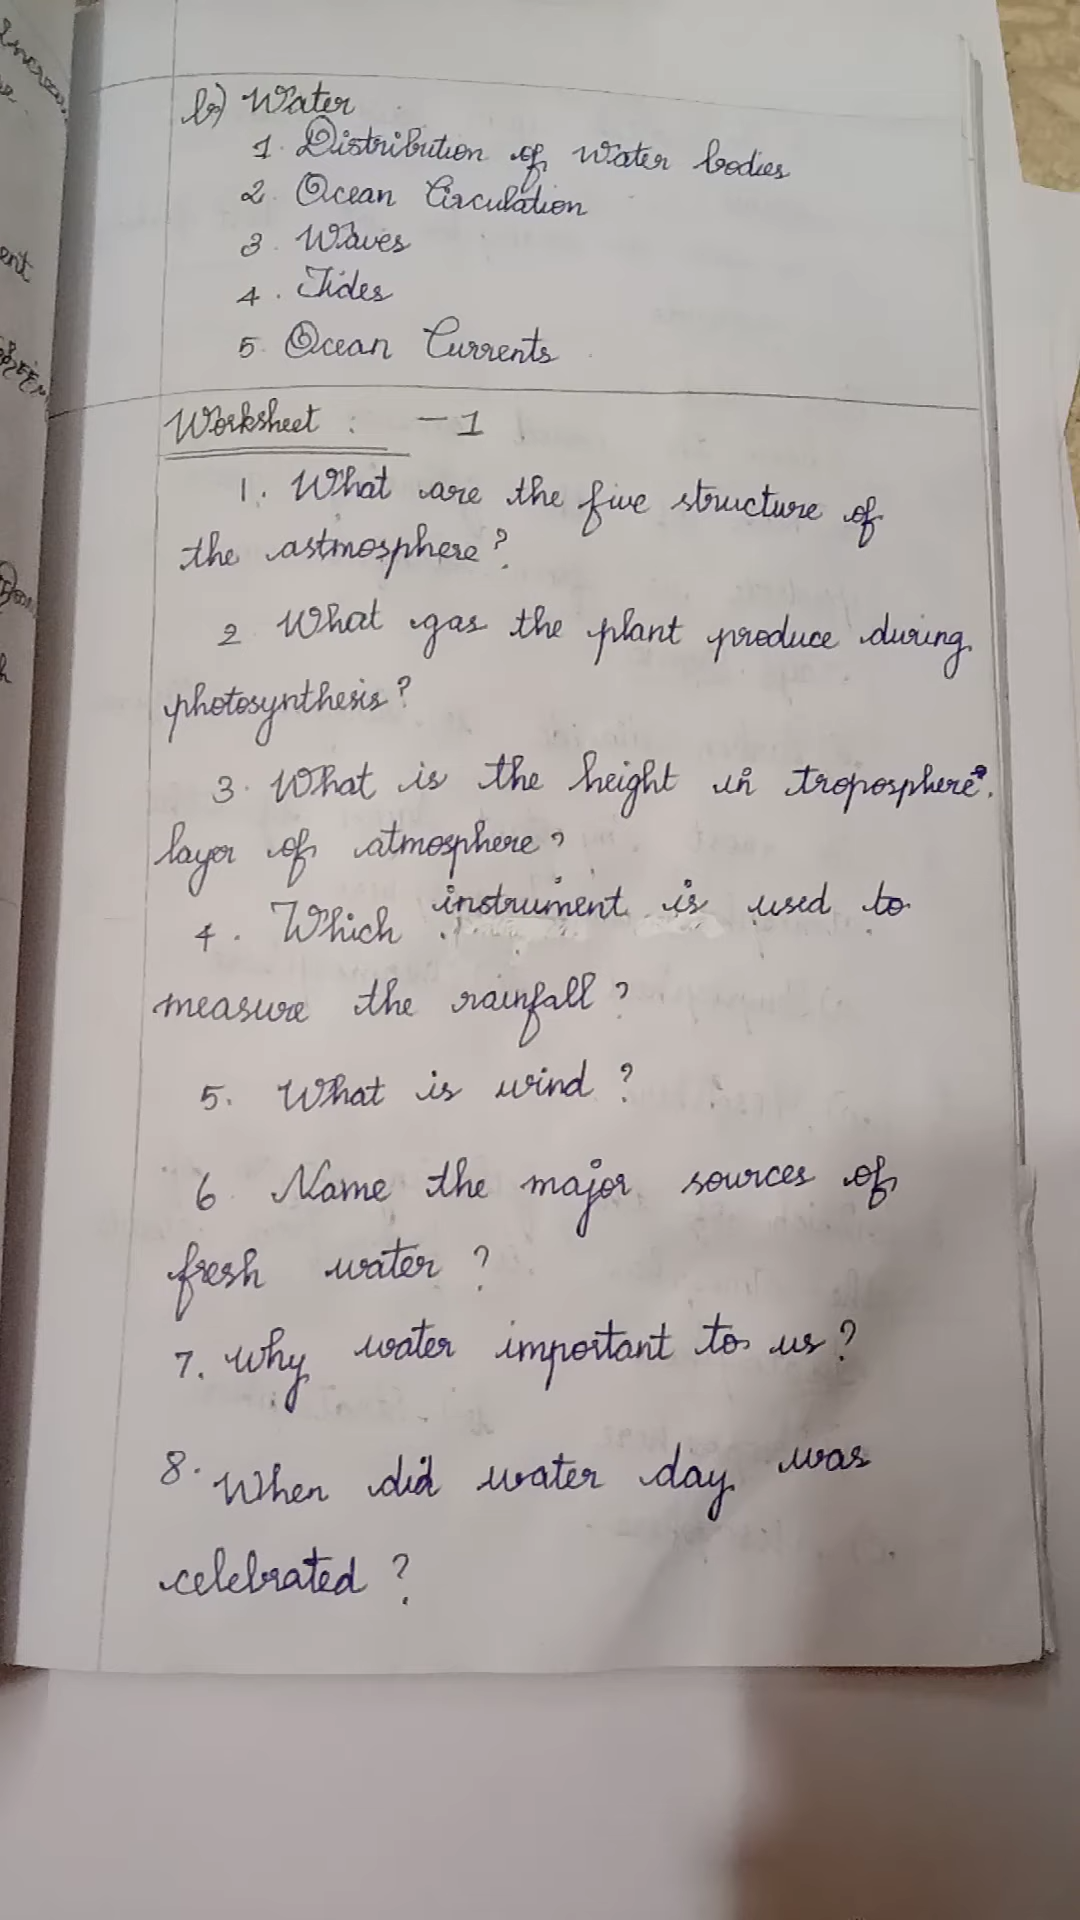 b) Water
1. Distribution of Water bodies
2. Ocean Circulation
3. Waves
4. Tides
5. Ocean Currents
Worksheet : - 1
1. What are the five structure of
the astmosphere?
2 What gas the plant produce during
photosynthesis?
3. What is the height in troposphere?
layer of atmosphere?
4. Which instrument is used to
measure the rainfall?
5. What is wind?
6 Name the major sources of
fresh water?
7. Why water important to us?
8. When did water day was
celebrated?